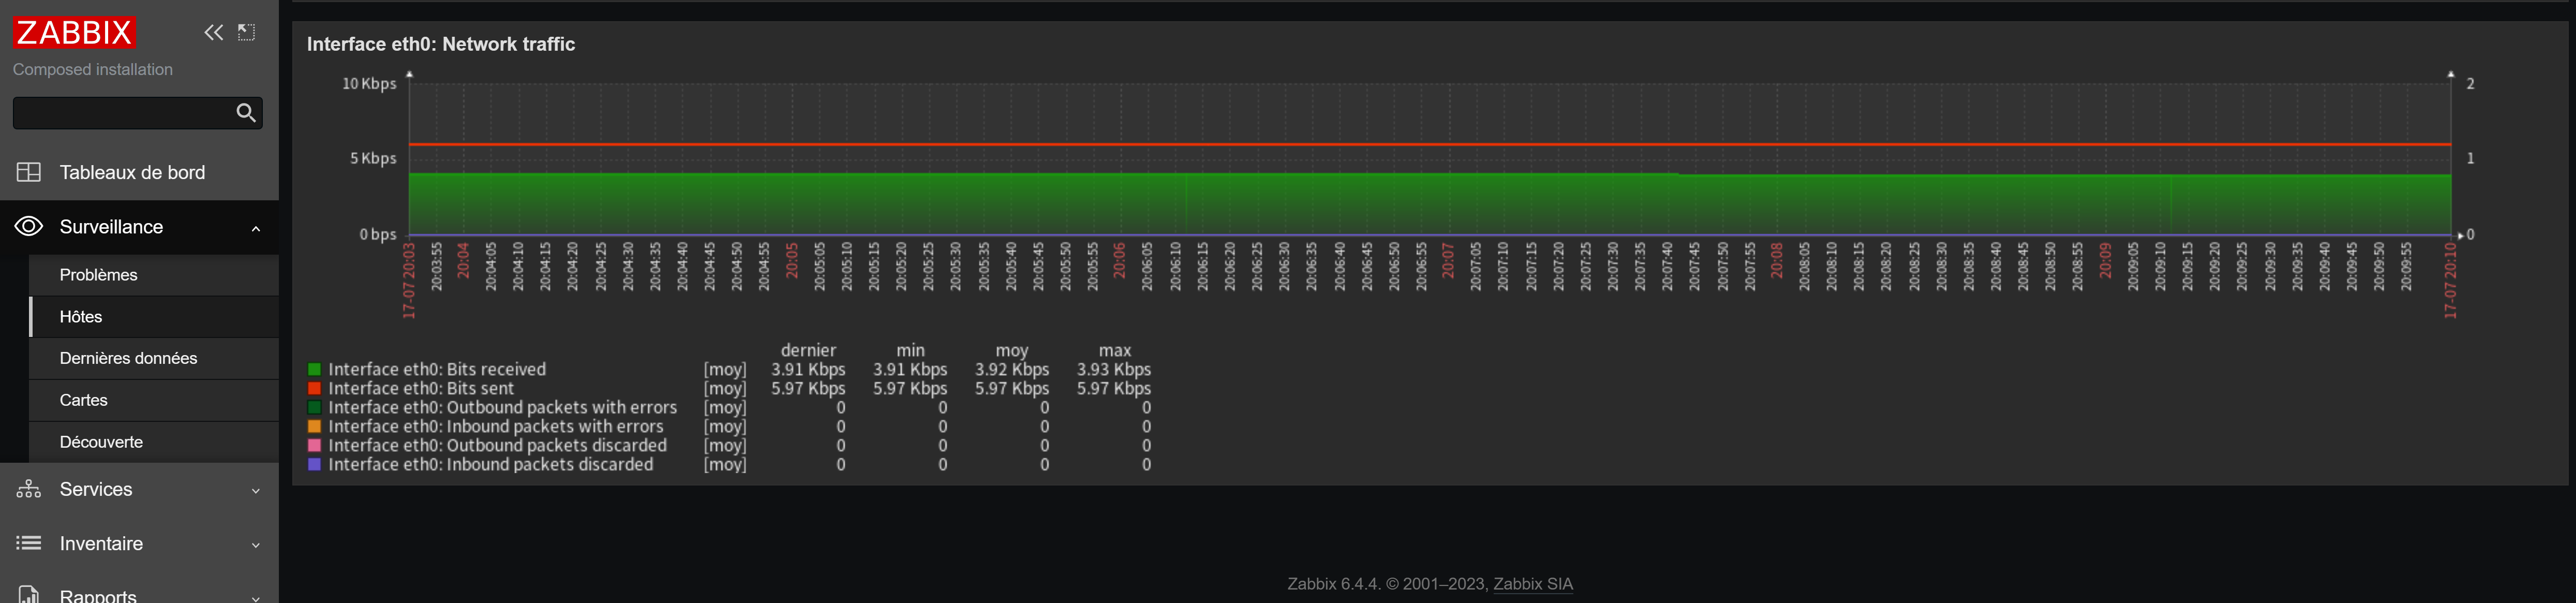 ZABBIX
Composed installation
Tableaux de bord
Surveillance
Problèmes
Hôtes
Dernières données
Cartes
Découverte
Services
Inventaire
Rapports
Interface eth0: Network traffic
10 Kbps
5 Kbps
0 bps
2
1
0
17-07 20:03 20:03:55 20:04 20:04:05 20:04:10 20:04:15 20:04:20 20:04:25 20:04:30 20:04:35 20:04:40 20:04:45 20:04:50 20:04:55 20:05 20:05:05 20:05:10 20:05:15 20:05:20 20:05:25 20:05:30 20:05:35 20:05:40 20:05:45 20:05:50 20:05:55 20:06 20:06:05 20:06:10 20:06:15 20:06:20 20:06:25 20:06:30 20:06:35 20:06:40 20:06:45 20:06:50 20:06:55 20:07 20:07:05 20:07:10 20:07:15 20:07:20 20:07:25 20:07:30 20:07:35 20:07:40 20:07:45 20:07:50 20:07:55 20:08 20:08:05 20:08:10 20:08:15 20:08:20 20:08:25 20:08:30 20:08:35 20:08:40 20:08:45 20:08:50 20:08:55 20:09 20:09:05 20:09:10 20:09:15 20:09:20 20:09:25 20:09:30 20:09:35 20:09:40 20:09:45 20:09:50 20:09:55 17-07 20:10
dernier min moy max
Interface eth0: Bits received [moy] 3.91 Kbps 3.91 Kbps 3.92 Kbps 3.93 Kbps
Interface eth0: Bits sent [moy] 5.97 Kbps 5.97 Kbps 5.97 Kbps 5.97 Kbps
Interface eth0: Outbound packets with errors [moy] 0 0 0 0
Interface eth0: Inbound packets with errors [moy] 0 0 0 0
Interface eth0: Outbound packets discarded [moy] 0 0 0 0
Interface eth0: Inbound packets discarded [moy] 0 0 0 0
Zabbix 6.4.4. © 2001–2023, Zabbix SIA